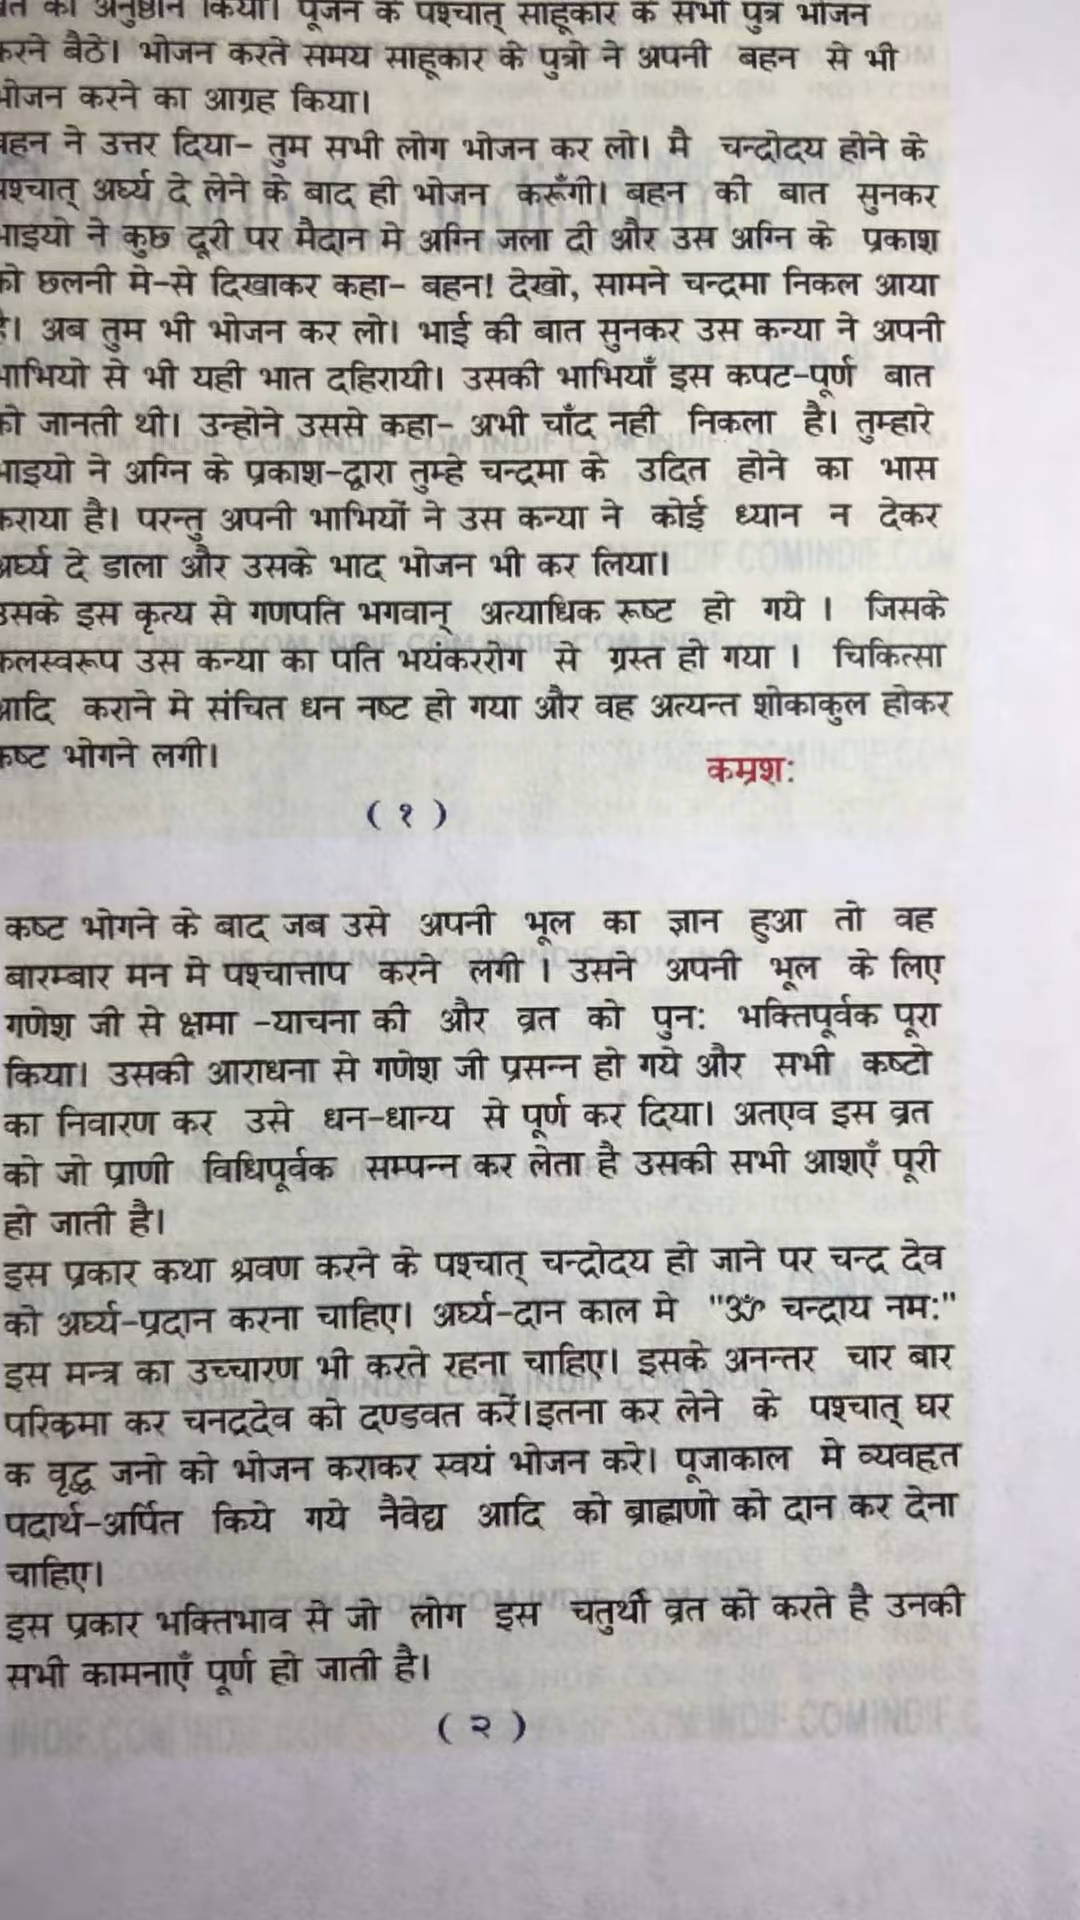 का अनुष्ठान किया। पूजन के पश्चात् साहूकार के सभी पुत्र भोजन
करने बैठे। भोजन करते समय साहूकार के पुत्रो ने अपनी बहन से भी
भोजन करने का आग्रह किया।
बहन ने उत्तर दिया- तुम सभी लोग भोजन कर लो। मै चन्द्रोदय होने के
पश्चात् अर्घ्य दे लेने के बाद ही भोजन करूँगी। बहन की बात सुनकर
भाइयो ने कुछ दूरी पर मैदान मे अग्नि जला दी और उस अग्नि के प्रकाश
को छलनी मे-से दिखाकर कहा- बहन! देखो, सामने चन्द्रमा निकल आया
है। अब तुम भी भोजन कर लो। भाई की बात सुनकर उस कन्या ने अपनी
भाभियो से भी यही भात दहिरायी। उसकी भाभियाँ इस कपट-पूर्ण बात
को जानती थी। उन्होने उससे कहा- अभी चाँद नही निकला है। तुम्हारे
भाइयो ने अग्नि के प्रकाश-द्वारा तुम्हे चन्द्रमा के उदित होने का भास
कराया है। परन्तु अपनी भाभियों ने उस कन्या ने कोई ध्यान न देकर
अर्घ्य दे डाला और उसके भाद भोजन भी कर लिया।
उसके इस कृत्य से गणपति भगवान् अत्याधिक रूष्ट हो गये । जिसके
फलस्वरूप उस कन्या का पति भयंकररोग से ग्रस्त हो गया । चिकित्सा
आदि कराने मे संचित धन नष्ट हो गया और वह अत्यन्त शोकाकुल होकर
कष्ट भोगने लगी।
कम्रश:
( १ )
कष्ट भोगने के बाद जब उसे अपनी भूल का ज्ञान हुआ तो वह
बारम्बार मन मे पश्चात्ताप करने लगी । उसने अपनी भूल के लिए
गणेश जी से क्षमा -याचना की और व्रत को पुन: भक्तिपूर्वक पूरा
किया। उसकी आराधना से गणेश जी प्रसन्न हो गये और सभी कष्टो
का निवारण कर उसे धन-धान्य से पूर्ण कर दिया। अतएव इस व्रत
को जो प्राणी विधिपूर्वक सम्पन्न कर लेता है उसकी सभी आशएँ पूरी
हो जाती है।
इस प्रकार कथा श्रवण करने के पश्चात् चन्द्रोदय हो जाने पर चन्द्र देव
को अर्घ्य-प्रदान करना चाहिए। अर्घ्य-दान काल मे "ॐ चन्द्राय नम:"
इस मन्त्र का उच्चारण भी करते रहना चाहिए। इसके अनन्तर चार बार
परिक्रमा कर चनद्रदेव को दण्डवत करें।इतना कर लेने के पश्चात् घर
क वृद्ध जनो को भोजन कराकर स्वयं भोजन करे। पूजाकाल मे व्यवहृत
पदार्थ-अर्पित किये गये नैवेद्य आदि को ब्राह्मणो को दान कर देना
चाहिए।
इस प्रकार भक्तिभाव से जो लोग इस चतुर्थी व्रत को करते है उनकी
सभी कामनाएँ पूर्ण हो जाती है।
( २ )